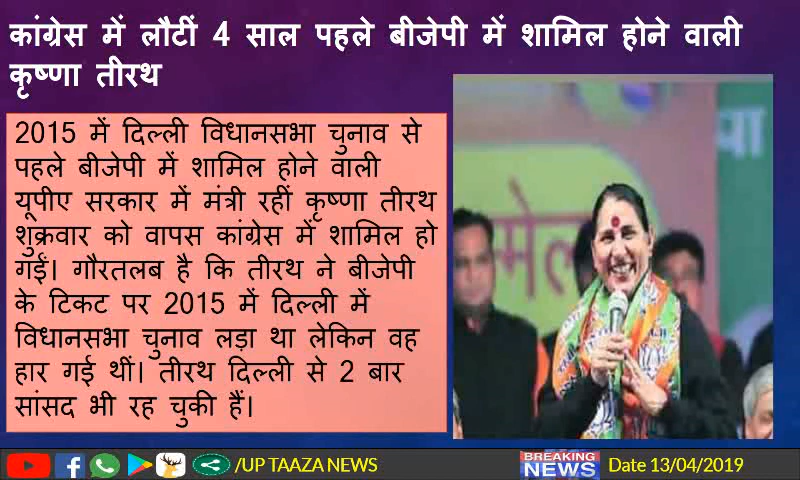 कांग्रेस में लौटीं 4 साल पहले बीजेपी में शामिल होने वाली
कृष्णा तीरथ
2015 में दिल्ली विधानसभा चुनाव से
पहले बीजेपी में शामिल होने वाली
यूपीए सरकार में मंत्री रहीं कृष्णा तीरथ
शुक्रवार को वापस कांग्रेस में शामिल हो
गईं। गौरतलब है कि तीरथ ने बीजेपी
के टिकट पर 2015 में दिल्ली में
विधानसभा चुनाव लड़ा था लेकिन वह
हार गई थीं। तीरथ दिल्ली से 2 बार
सांसद भी रह चुकी हैं।
/UP TAAZA NEWS
BREAKING
NEWS
Date 13/04/2019